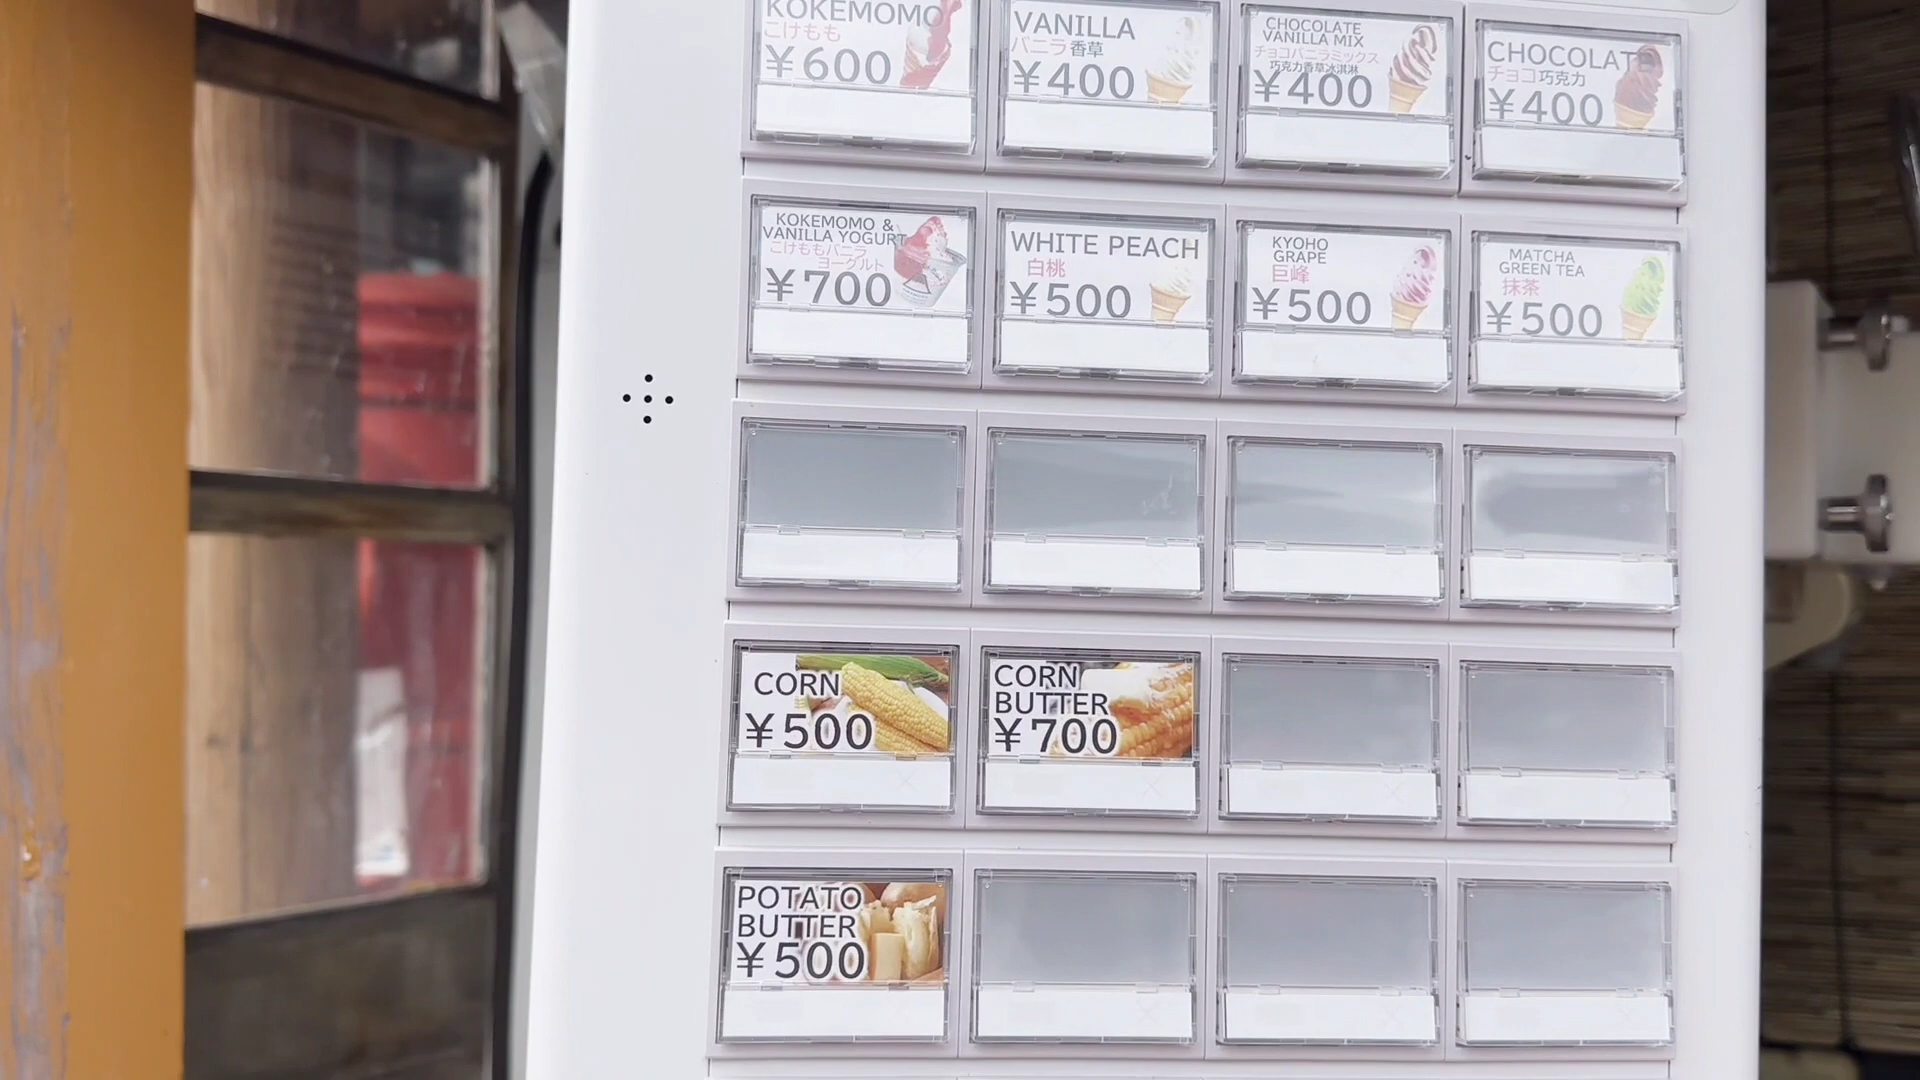 KOKEMOMO
こけもも
¥600
VANILLA
バニラ香草
¥400
CHOCOLATE
VANILLA MIX
チョコバニラミックス
巧克力香草冰淇淋
¥400
CHOCOLATE
チョコ巧克力
¥400
KOKEMOMO &
VANILLA YOGURT
こけももバニラ
ヨーグルト
¥700
WHITE PEACH
白桃
¥500
KYOHO
GRAPE
巨峰
¥500
MATCHA
GREEN TEA
抹茶
¥500
CORN
¥500
CORN
BUTTER
¥700
POTATO
BUTTER
¥500